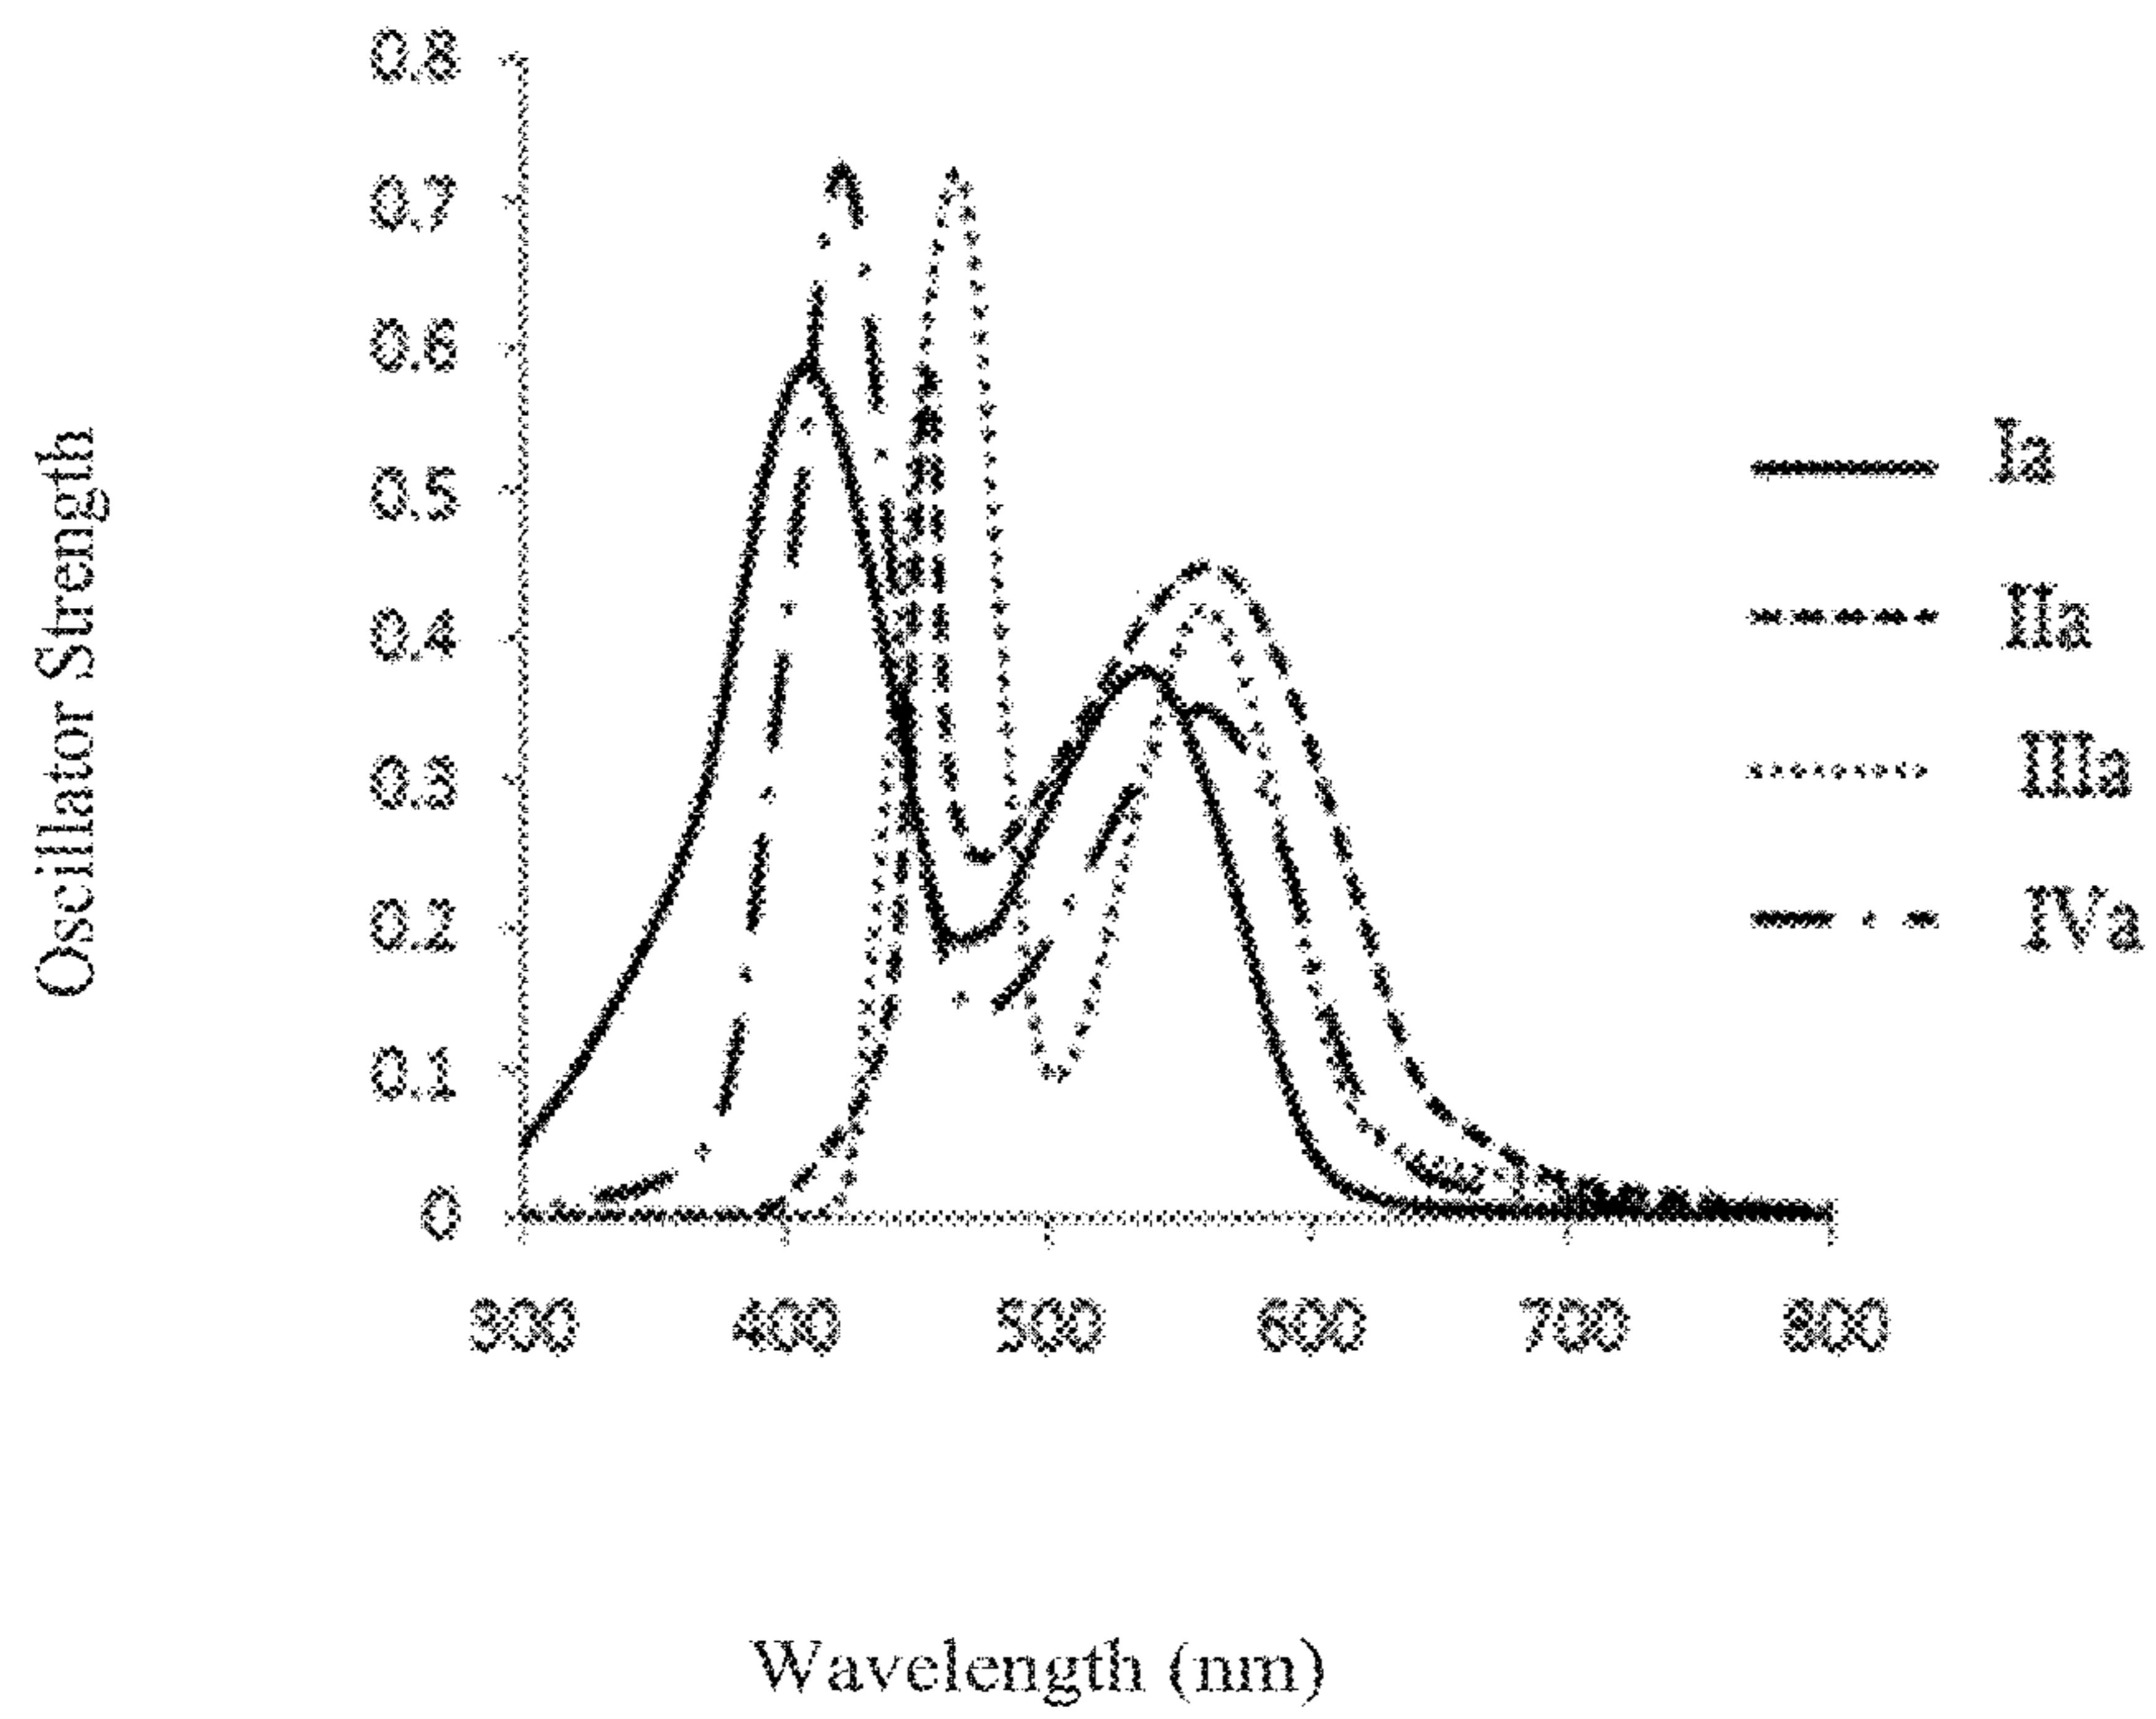 0.8
0.7
0.6
0.5
0.4
0.3
0.2
0.1
0
Oscillator Strength
300 400 500 600 700 800
Wavelength (nm)
Ia
IIa
IIIa
IVa